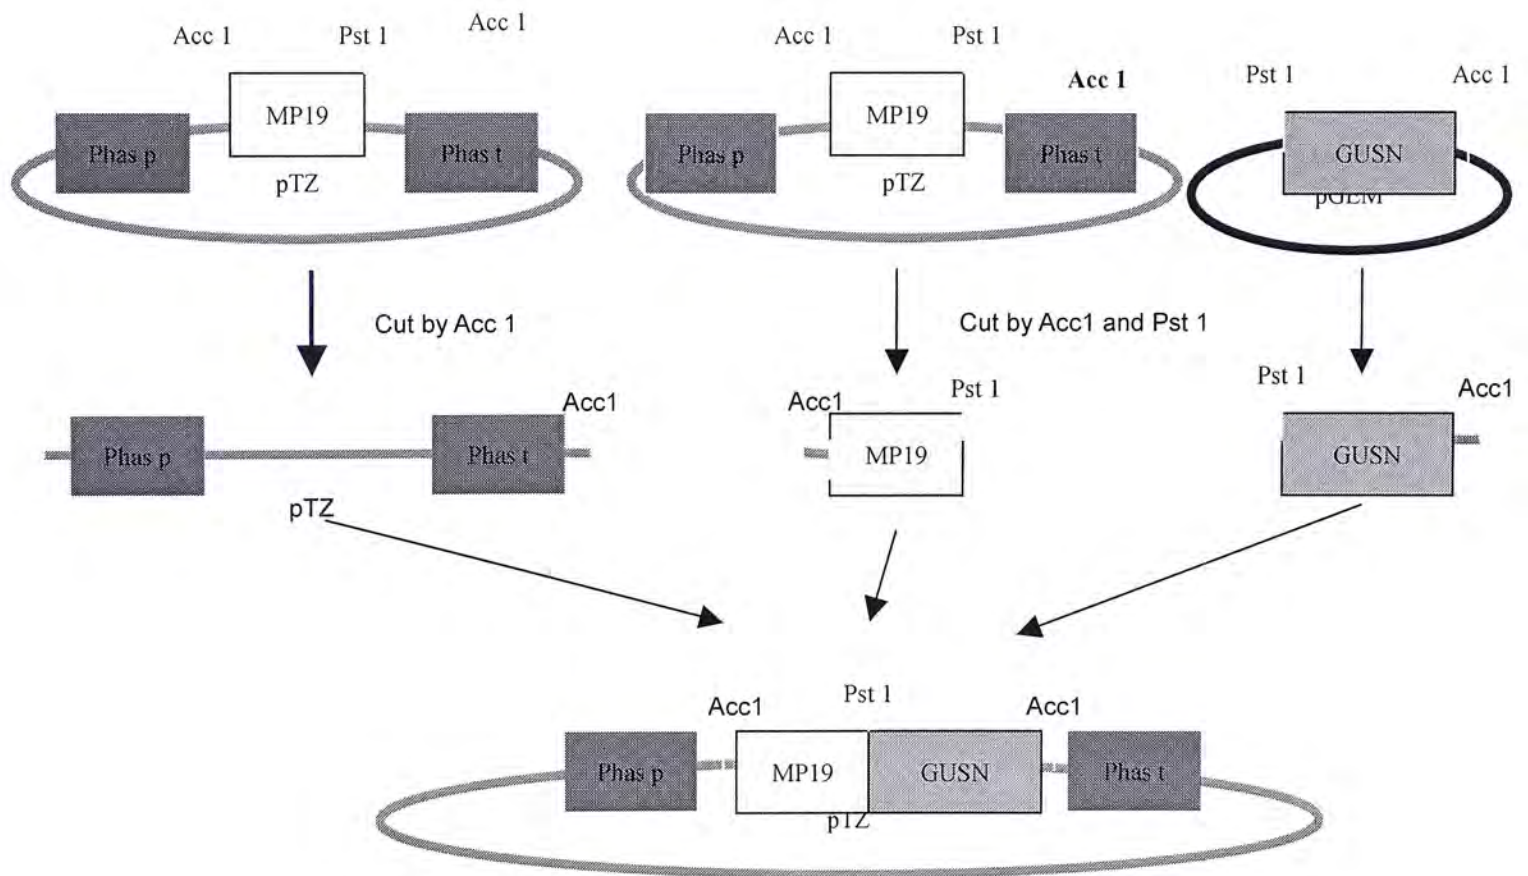 Acc 1 Pst 1 Acc 1
MP19
Phas p Phas t
pTZ
Acc 1 Pst 1
Acc 1
MP19
Phas p Phas t
pTZ
Pst 1 Acc 1
GUSN
pGEM
Cut by Acc 1
Cut by Acc1 and Pst 1
Acc1
Phas p Phas t
pTZ
Acc1 Pst 1
MP19
Pst 1 Acc1
GUSN
Acc1 Pst 1 Acc1
Phas p MP19 GUSN Phas t
pTZ